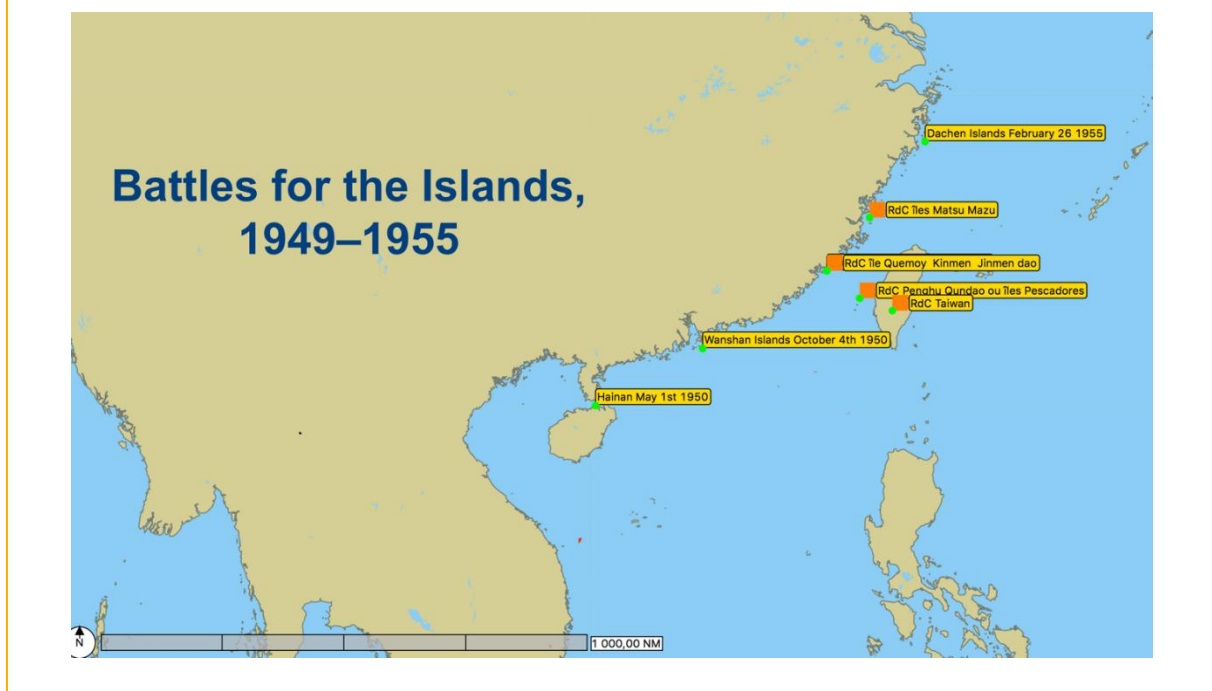 Battles for the Islands,
1949–1955
Dachen Islands February 26 1955
RdC îles Matsu Mazu
RdC île Quemoy Kinmen Jinmen dao
RdC Penghu Qundao ou îles Pescadores
RdC Taiwan
Wanshan Islands October 4th 1950
Hainan May 1st 1950
N
1 000,00 NM